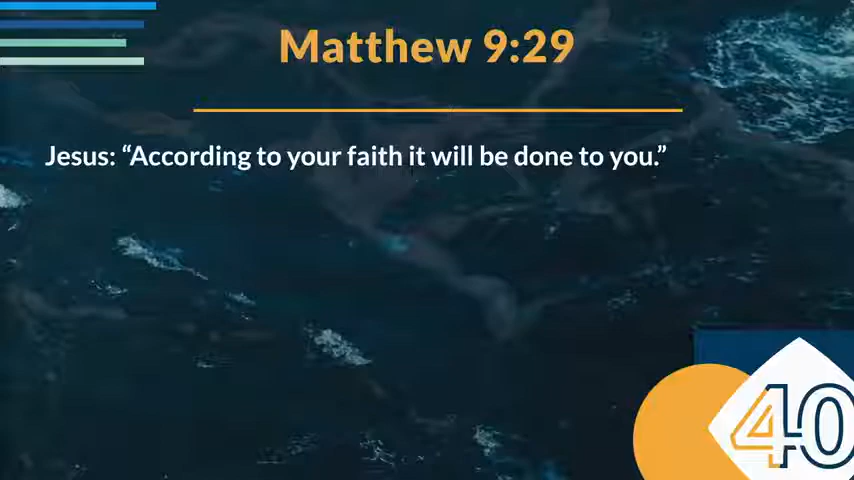 Matthew 9:29
Jesus: “According to your faith it will be done to you.”
40